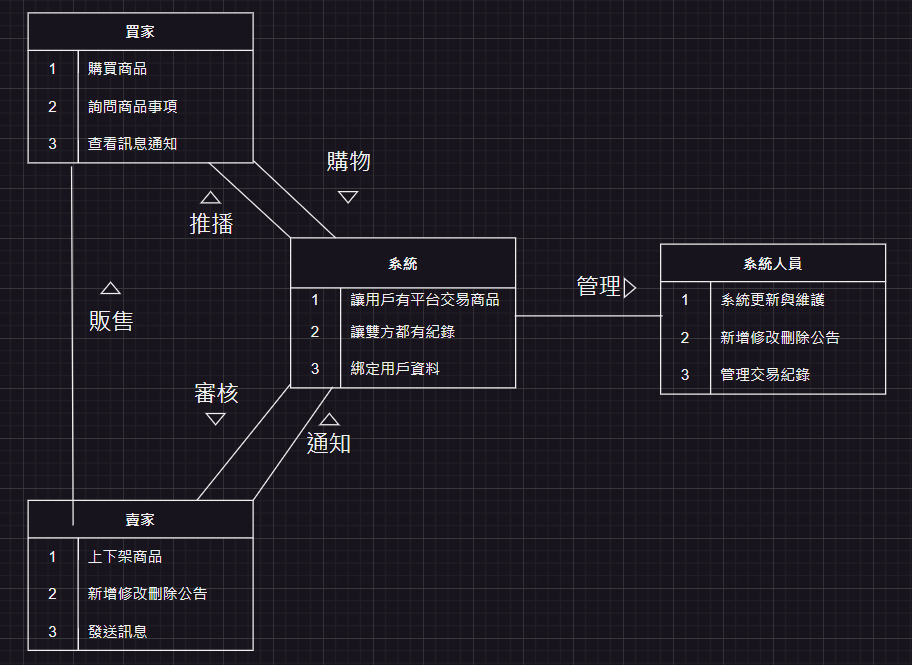 買家
1 購買商品
2 詢問商品事項
3 查看訊息通知
購物
推播
系統
1 讓用戶有平台交易商品
2 讓雙方都有紀錄
3 綁定用戶資料
管理
系統人員
1 系統更新與維護
2 新增修改刪除公告
3 管理交易紀錄
販售
審核
通知
賣家
1 上下架商品
2 新增修改刪除公告
3 發送訊息